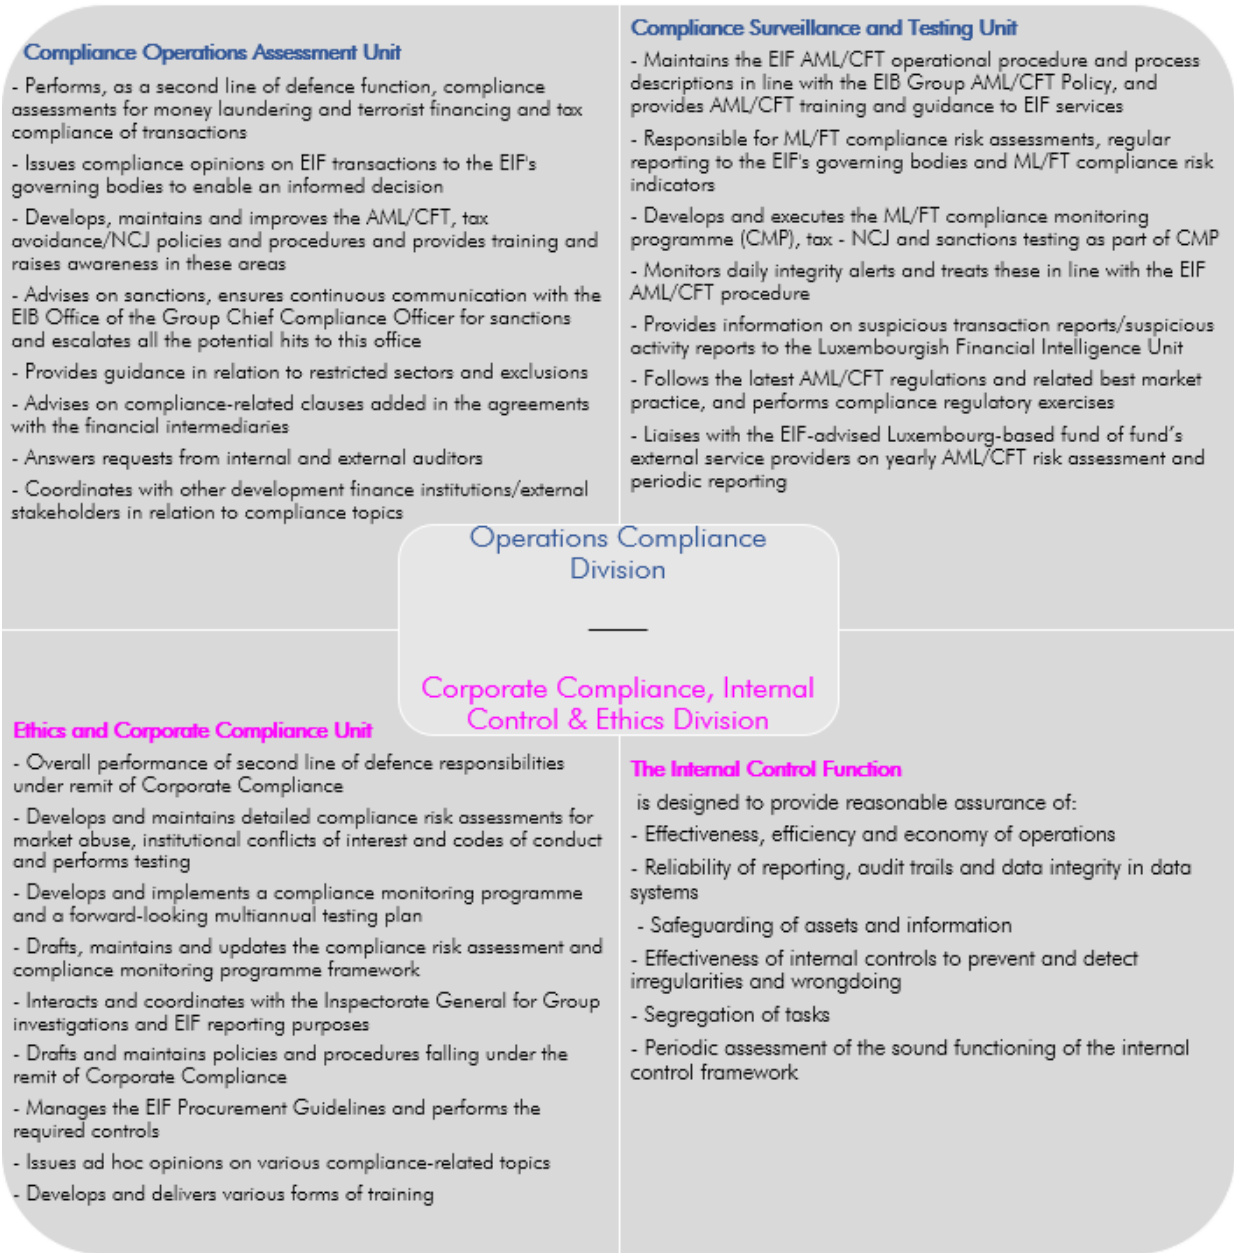 Compliance Operations Assessment Unit
- Performs, as a second line of defence function, compliance
assessments for money laundering and terrorist financing and tax
compliance of transactions
- Issues compliance opinions on EIF transactions to the EIF's
governing bodies to enable an informed decision
- Develops, maintains and improves the AML/CFT, tax
avoidance/NCJ policies and procedures and provides training and
raises awareness in these areas
- Advises on sanctions, ensures continuous communication with the
EIB Office of the Group Chief Compliance Officer for sanctions
and escalates all the potential hits to this office
- Provides guidance in relation to restricted sectors and exclusions
- Advises on compliance-related clauses added in the agreements
with the financial intermediaries
- Answers requests from internal and external auditors
- Coordinates with other development finance institutions/external
stakeholders in relation to compliance topics
Compliance Surveillance and Testing Unit
- Maintains the EIF AML/CFT operational procedure and process
descriptions in line with the EIB Group AML/CFT Policy, and
provides AML/CFT training and guidance to EIF services
- Responsible for ML/FT compliance risk assessments, regular
reporting to the EIF's governing bodies and ML/FT compliance risk
indicators
- Develops and executes the ML/FT compliance monitoring
programme (CMP), tax - NCJ and sanctions testing as part of CMP
- Monitors daily integrity alerts and treats these in line with the EIF
AML/CFT procedure
- Provides information on suspicious transaction reports/suspicious
activity reports to the Luxembourgish Financial Intelligence Unit
- Follows the latest AML/CFT regulations and related best market
practice, and performs compliance regulatory exercises
- Liaises with the EIF-advised Luxembourg-based fund of fund’s
external service providers on yearly AML/CFT risk assessment and
periodic reporting
Operations Compliance
Division
Corporate Compliance, Internal
Control & Ethics Division
Ethics and Corporate Compliance Unit
- Overall performance of second line of defence responsibilities
under remit of Corporate Compliance
- Develops and maintains detailed compliance risk assessments for
market abuse, institutional conflicts of interest and codes of conduct
and performs testing
- Develops and implements a compliance monitoring programme
and a forward-looking multiannual testing plan
- Drafts, maintains and updates the compliance risk assessment and
compliance monitoring programme framework
- Interacts and coordinates with the Inspectorate General for Group
investigations and EIF reporting purposes
- Drafts and maintains policies and procedures falling under the
remit of Corporate Compliance
- Manages the EIF Procurement Guidelines and performs the
required controls
- Issues ad hoc opinions on various compliance-related topics
- Develops and delivers various forms of training
The Internal Control Function
is designed to provide reasonable assurance of:
- Effectiveness, efficiency and economy of operations
- Reliability of reporting, audit trails and data integrity in data
systems
- Safeguarding of assets and information
- Effectiveness of internal controls to prevent and detect
irregularities and wrongdoing
- Segregation of tasks
- Periodic assessment of the sound functioning of the internal
control framework